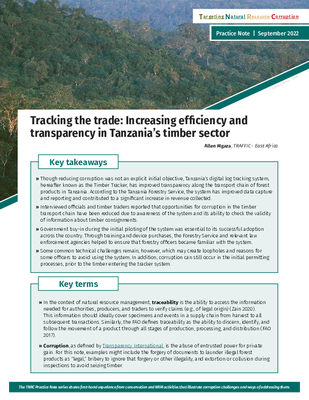 Targeting Natural Resource Corruption
Practice Note | September 2022
Tracking the trade: Increasing efficiency and
transparency in Tanzania's timber sector
Allen Mgaza, TRAFFIC - East Africa
Key takeaways
» Though reducing corruption was not an explicit initial objective, Tanzania's digital log tracking system,
hereafter known as the Timber Tracker, has improved transparency along the transport chain of forest
products in Tanzania. According to the Tanzania Forestry Service, the system has improved data capture
and reporting and contributed to a significant increase in revenue collected.
» Interviewed officials and timber traders reported that opportunities for corruption in the timber
transport chain have been reduced due to awareness of the system and its ability to check the validity
of information about timber consignments.
» Government buy-in during the initial piloting of the system was essential to its successful adoption
across the country. Through training and device purchases, the Forestry Service and relevant law
enforcement agencies helped to ensure that forestry officers became familiar with the system.
» Some common technical challenges remain, however, which may create loopholes and reasons for
some officers to avoid using the system. In addition, corruption can still occur in the initial permitting
processes, prior to the timber entering the tracker system.
Key terms
» In the context of natural resource management, traceability is the ability to access the information
needed for authorities, producers, and traders to verify claims (e.g., of legal origin) (Zain 2020).
This information should ideally cover specimens and events in a supply chain from harvest to all
subsequent transactions. Similarly, the FAO defines traceability as the ability to discern, identify, and
follow the movement of a product through all stages of production, processing, and distribution (FAO
2017).
» Corruption, as defined by Transparency International, is the abuse of entrusted power for private
gain. For this note, examples might include the forgery of documents to launder illegal forest
products as "legal," bribery to ignore that forgery or other illegality, and extortion or collusion during
inspections to avoid seizing timber.
The TNRC Practice Note series shares first-hand experience from conservation and NRM activities that illustrate corruption challenges and ways of addressing them.